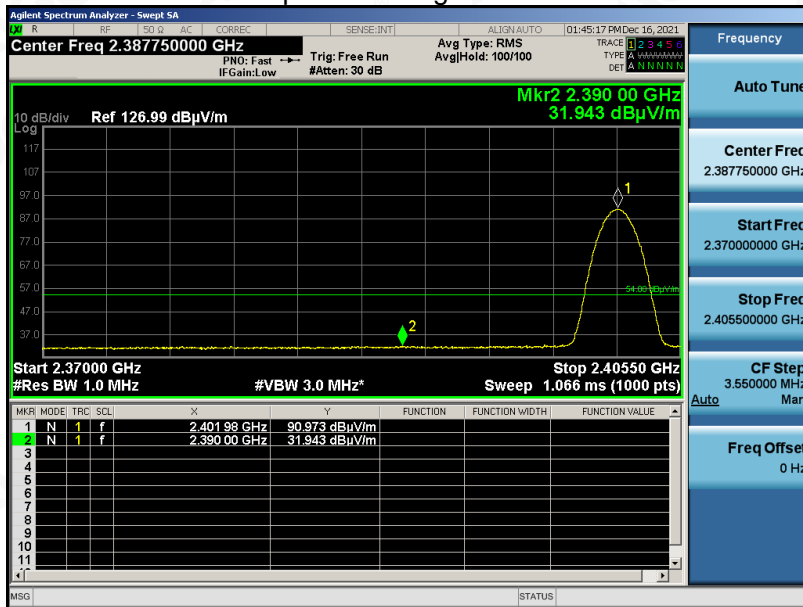 Agilent Spectrum Analyzer - Swept SA
LXI R RF 50 Ω AC CORREC SENSE:INT ALIGN AUTO 01:45:17 PM Dec 16, 2021
Center Freq 2.387750000 GHz
PNO: Fast
IFGain:Low
Trig: Free Run
#Atten: 30 dB
Avg Type: RMS
Avg|Hold: 100/100
TRACE 1 2 3 4 5 6
TYPE A WWWWW
DET A N N N N N
Mkr2 2.390 00 GHz
31.943 dBµV/m
10 dB/div Ref 126.99 dBµV/m
Log
117
107
97.0
87.0
77.0
67.0
57.0
47.0
37.0
1
54.00 dBµV/m
2
Start 2.37000 GHz Stop 2.40550 GHz
#Res BW 1.0 MHz #VBW 3.0 MHz* Sweep 1.066 ms (1000 pts)
MKR MODE TRC SCL X Y FUNCTION FUNCTION WIDTH FUNCTION VALUE
1 N 1 f 2.401 98 GHz 90.973 dBµV/m
2 N 1 f 2.390 00 GHz 31.943 dBµV/m
3
4
5
6
7
8
9
10
11
MSG STATUS
Frequency
Auto Tune
Center Freq
2.387750000 GHz
Start Freq
2.370000000 GHz
Stop Freq
2.405500000 GHz
CF Step
3.550000 MHz
Auto Man
Freq Offset
0 Hz